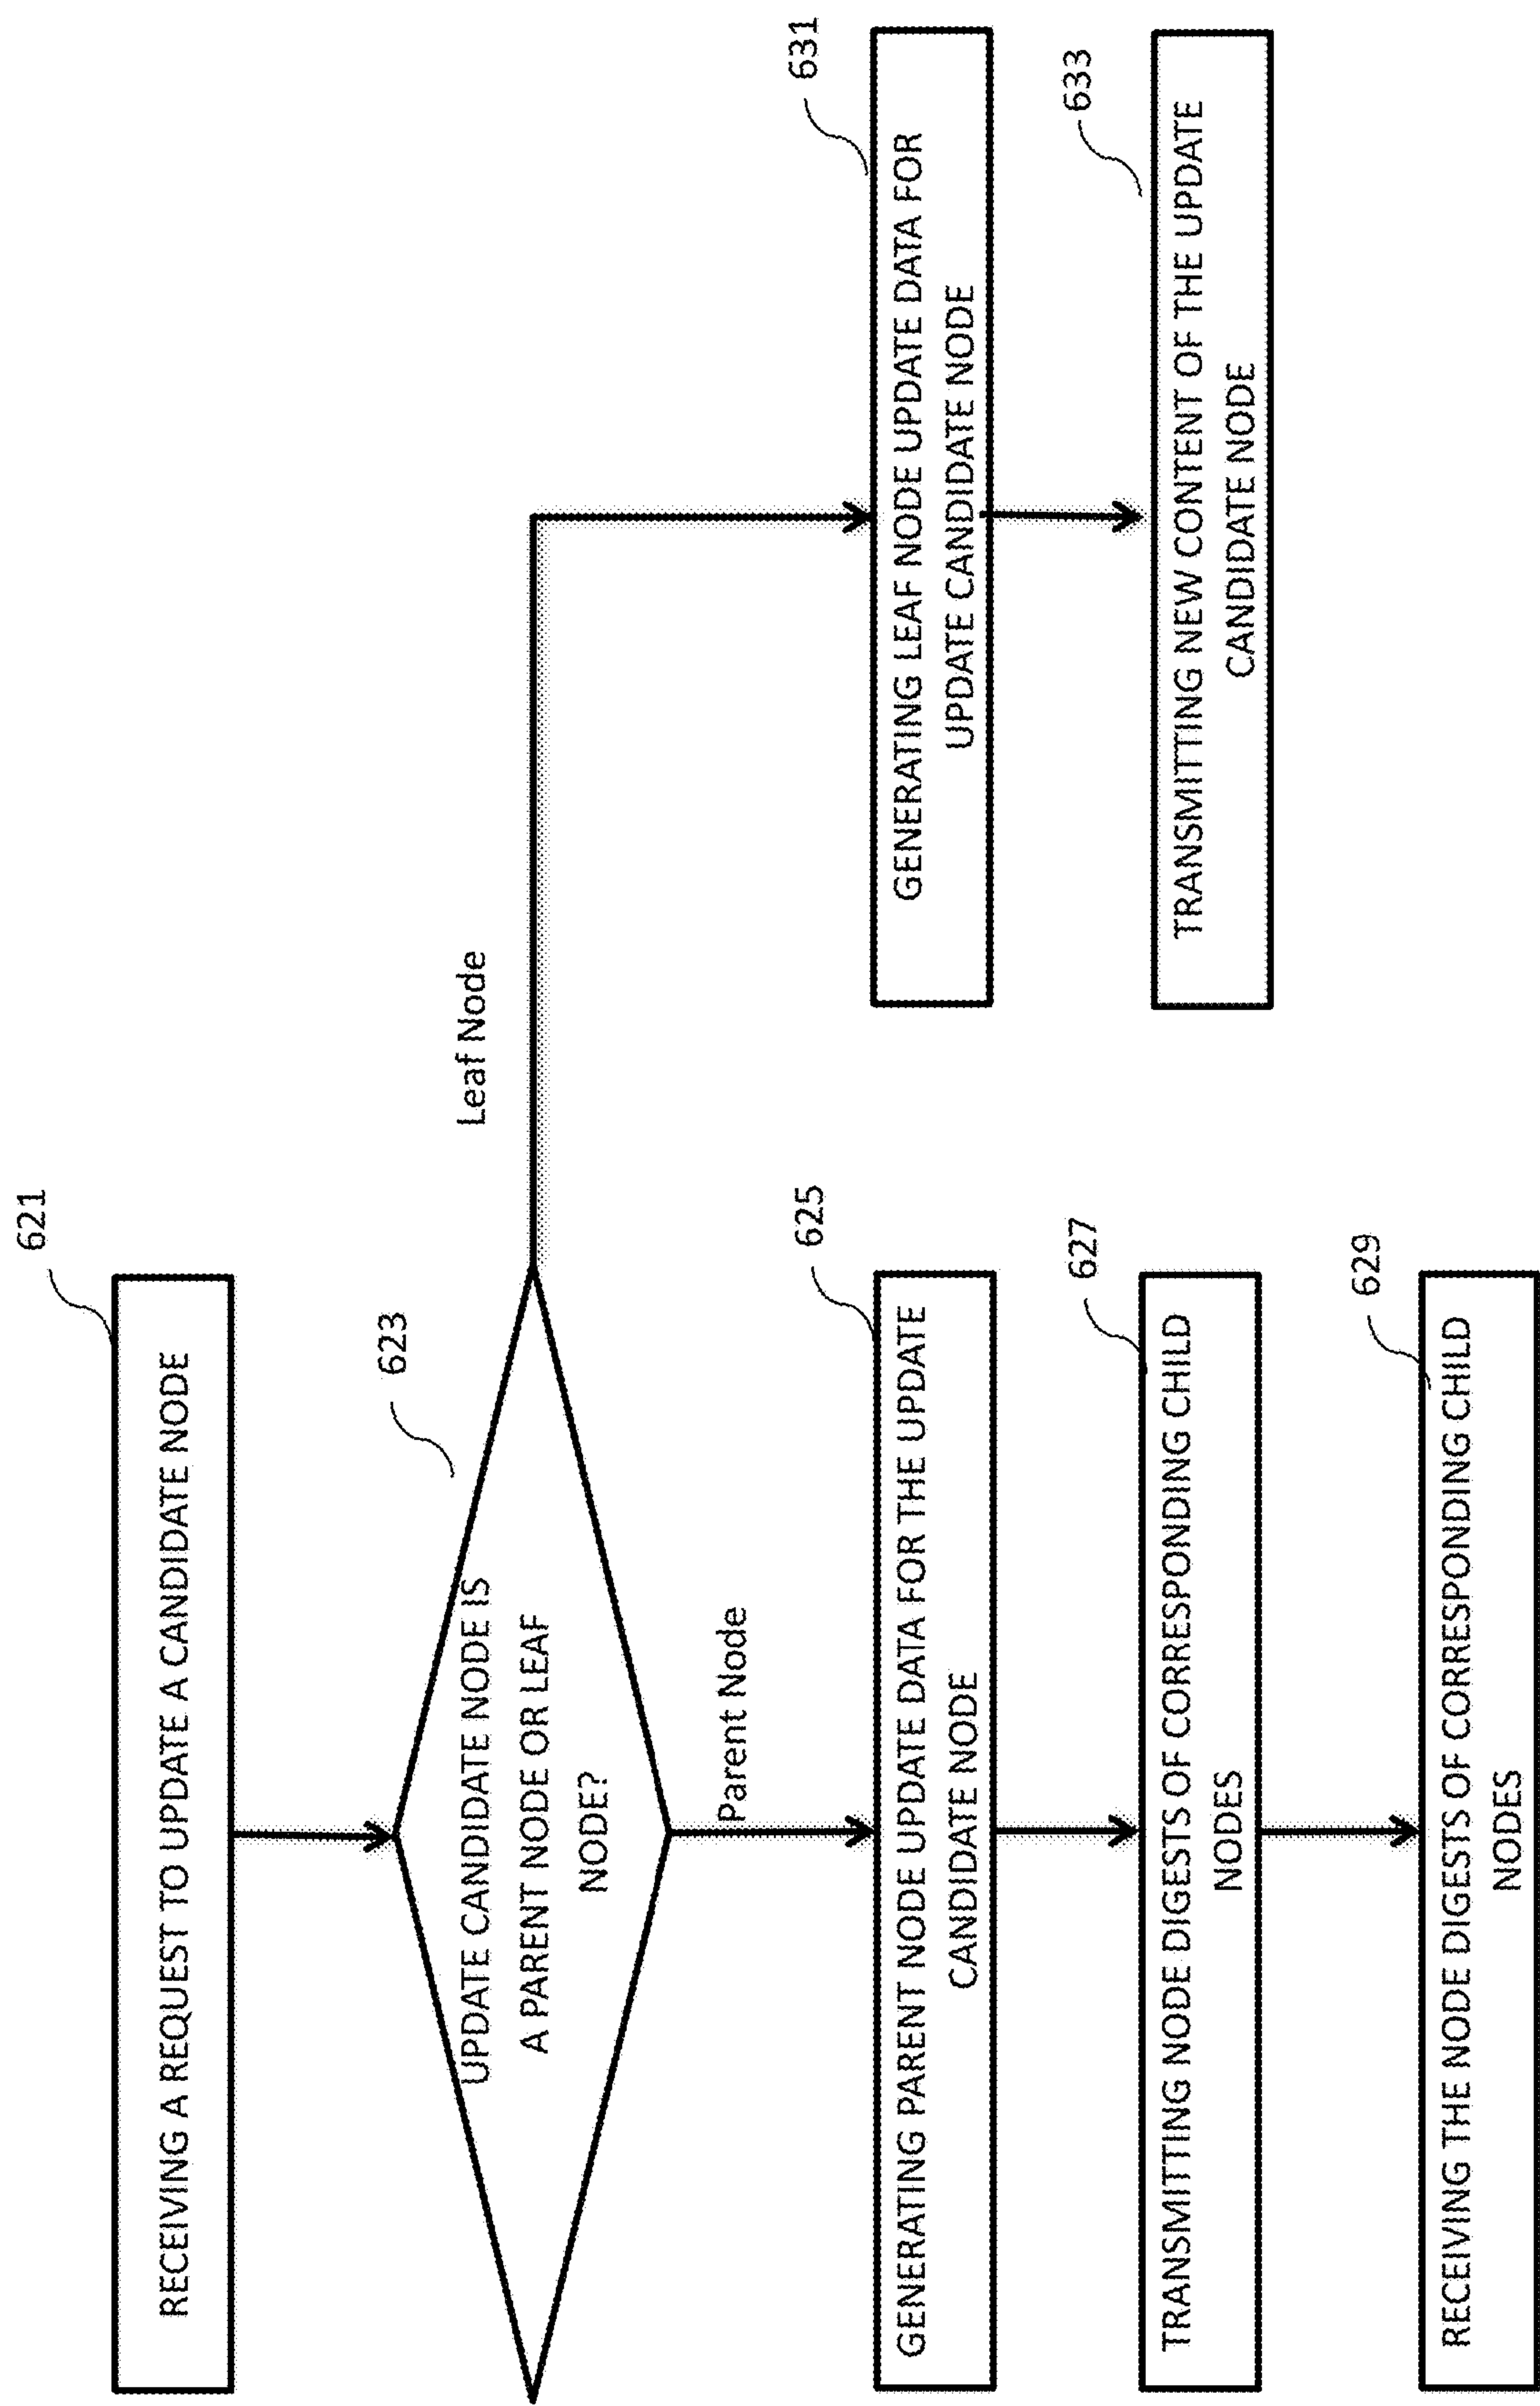 621
RECEIVING A REQUEST TO UPDATE A CANDIDATE NODE
623
UPDATE CANDIDATE NODE IS
A PARENT NODE OR LEAF
NODE?
Leaf Node
Parent Node
625
GENERATING PARENT NODE UPDATE DATA FOR THE UPDATE
CANDIDATE NODE
627
TRANSMITTING NODE DIGESTS OF CORRESPONDING CHILD
NODES
629
RECEIVING THE NODE DIGESTS OF CORRESPONDING CHILD
NODES
631
GENERATING LEAF NODE UPDATE DATA FOR
UPDATE CANDIDATE NODE
633
TRANSMITTING NEW CONTENT OF THE UPDATE
CANDIDATE NODE